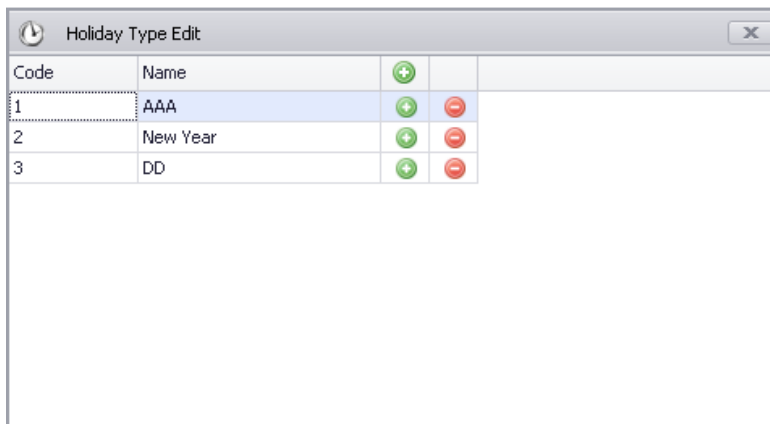 Holiday Type Edit
Code Name
1 AAA
2 New Year
3 DD